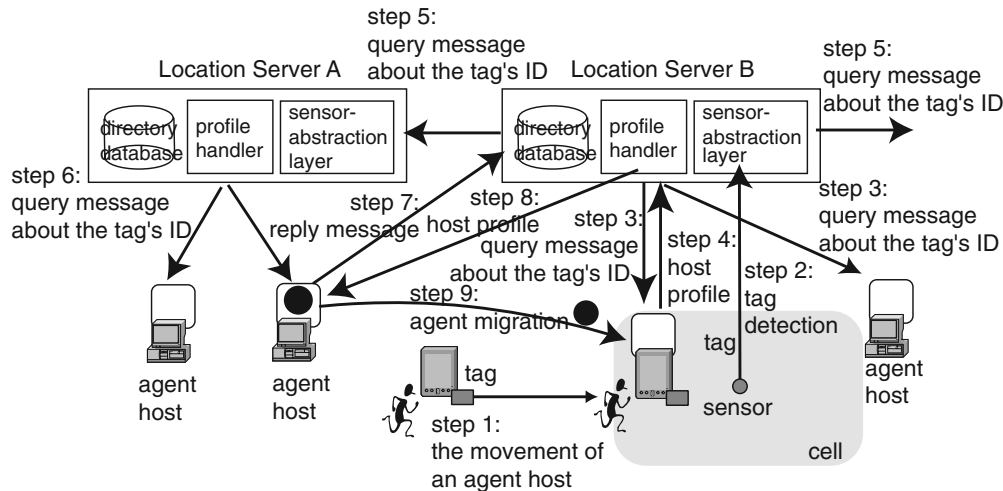 step 5:
query message
about the tag's ID
Location Server A
Location Server B
step 5:
query message
about the tag's ID
directory
database
profile
handler
sensor-
abstraction
layer
directory
database
profile
handler
sensor-
abstraction
layer
step 6:
query message
about the tag's ID
step 7:
reply message
step 8:
host profile
step 3:
query message
about the tag's ID
step 4:
host
profile
step 2:
tag
detection
step 3:
query message
about the tag's ID
step 9:
agent migration
agent
host
agent
host
tag
tag
sensor
agent
host
step 1:
the movement of
an agent host
cell